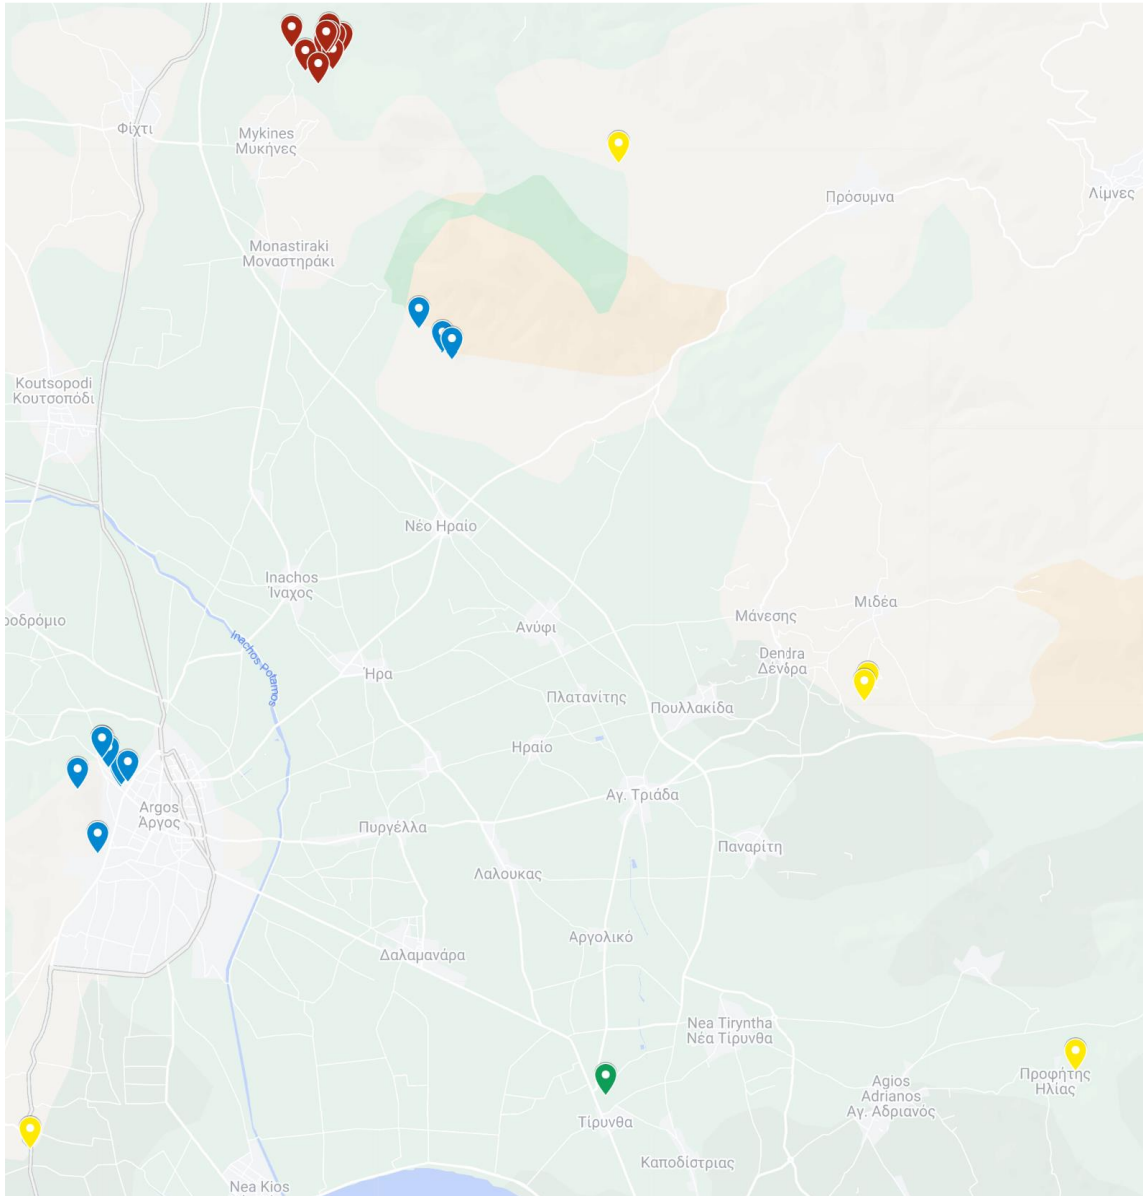 Φίχτι
Mykines
Μυκήνες
Πρόσυμνα
Λίμνες
Monastiraki
Μοναστηράκι
Koutsopodi
Κουτσοπόδι
Νέο Ηραίο
Inachos
Ίναχος
Μιδέα
οδρόμιο
Ανύφι
Μάνεσης
Inachos Potamos
Dendra
Δένδρα
Ήρα
Πλατανίτης
Πουλλακίδα
Ηραίο
Αγ. Τριάδα
Argos
Άργος
Πυργέλλα
Παναρίτη
Λαλουκας
Αργολικό
Δαλαμανάρα
Nea Tiryntha
Νέα Τίρυνθα
Προφήτης
Ηλίας
Agios
Adrianos
Αγ. Αδριανός
Τίρυνθα
Καποδίστριας
Nea Kios